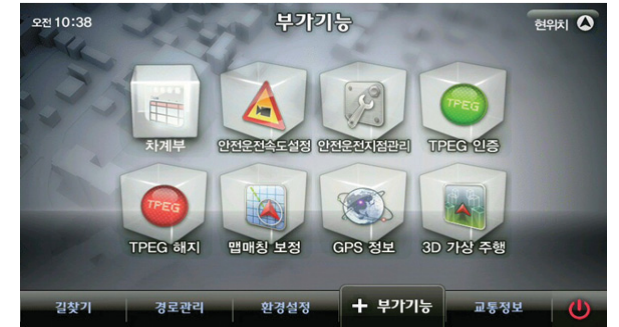 오전 10:38
부가기능
현위치
TPEG
차계부 안전운전속도설정 안전운전지점관리 TPEG 인증
TPEG
TPEG 해지 맵매칭 보정 GPS 정보 3D 가상 주행
길찾기 경로관리 환경설정 + 부가기능 교통정보